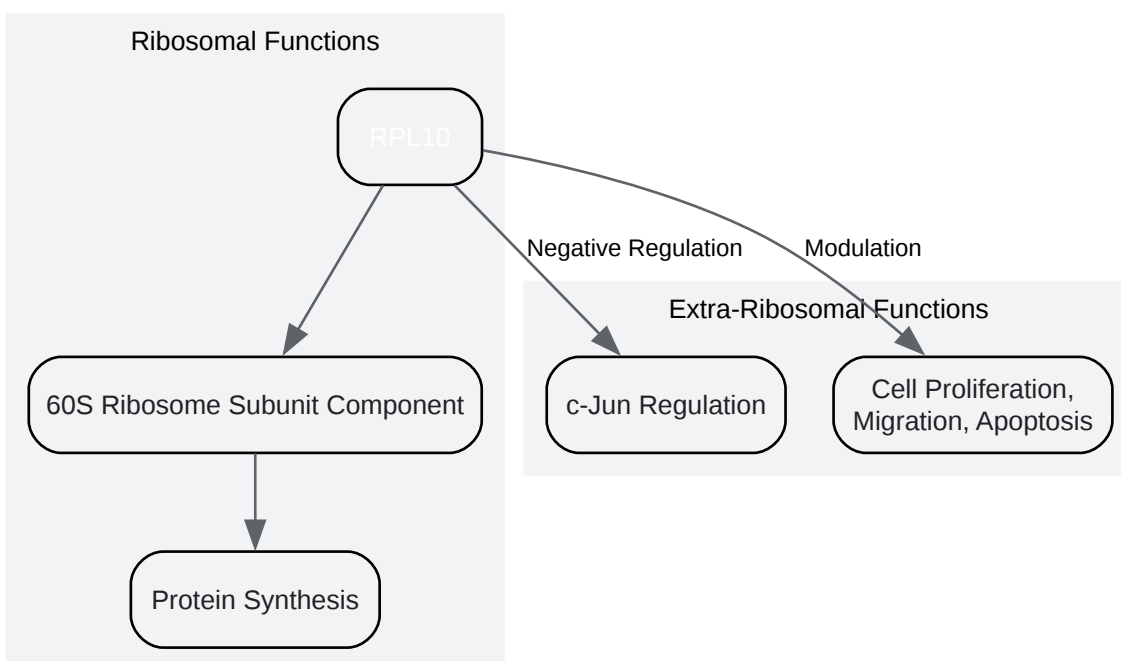 Ribosomal Functions
RPL10
Negative Regulation
Modulation
Extra-Ribosomal Functions
60S Ribosome Subunit Component
c-Jun Regulation
Cell Proliferation,
Migration, Apoptosis
Protein Synthesis